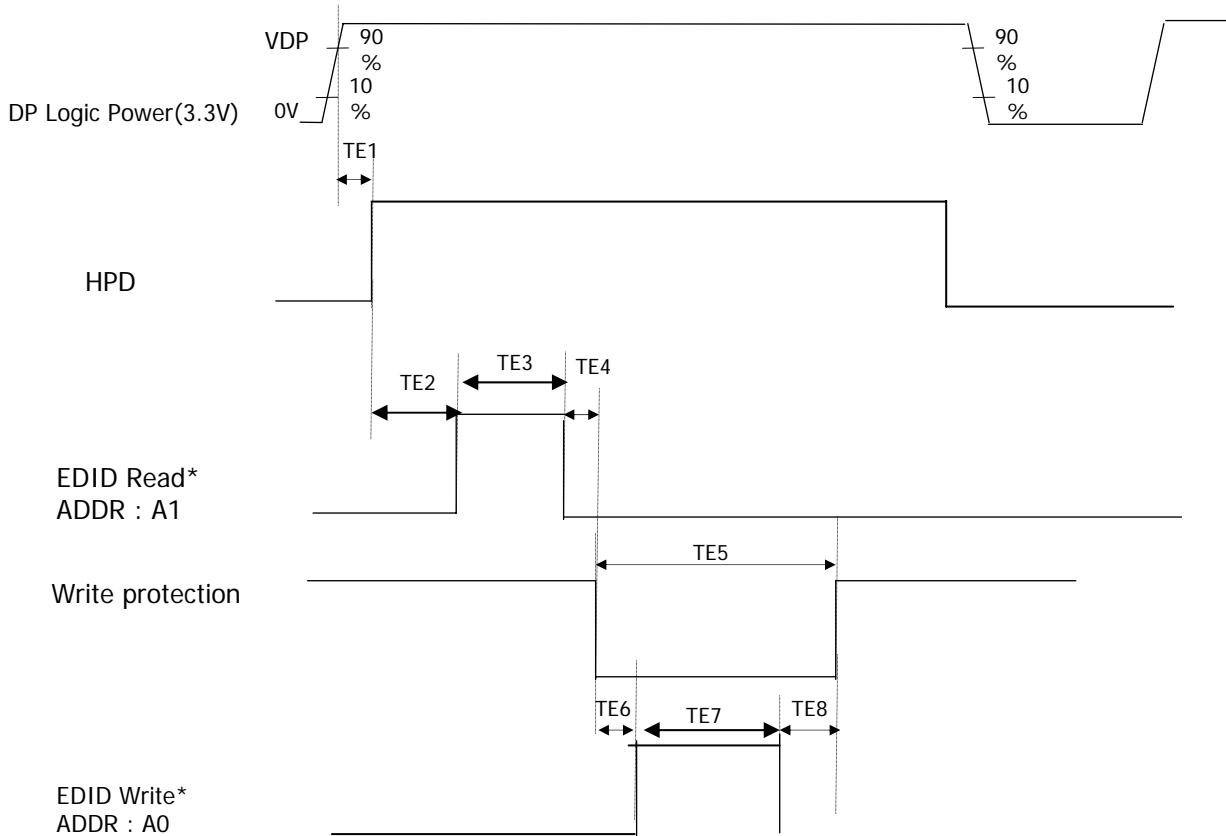 VDP
90
%
90
%
10
%
10
%
DP Logic Power(3.3V)
0V
TE1
HPD
TE3
TE4
TE2
EDID Read*
ADDR : A1
TE5
Write protection
TE6
TE7
TE8
EDID Write*
ADDR : A0